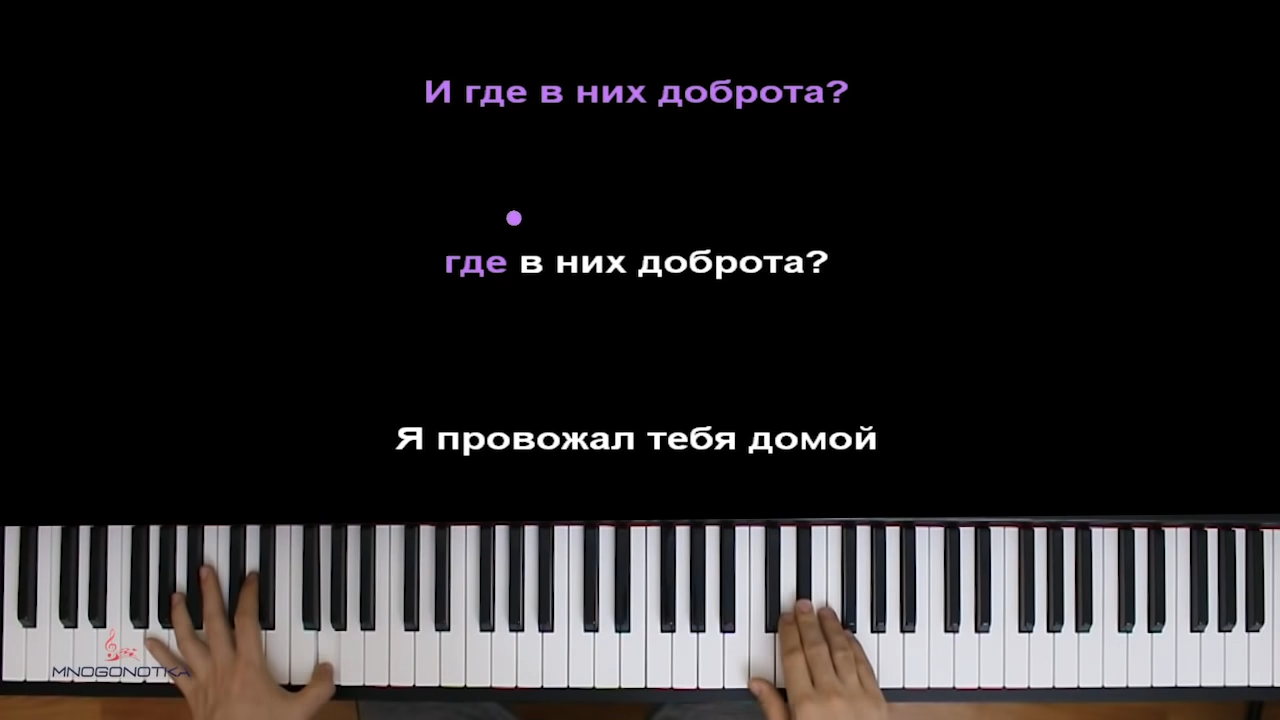 И где в них доброта?
где в них доброта?
Я провожал тебя домой
MNOGONOTKA